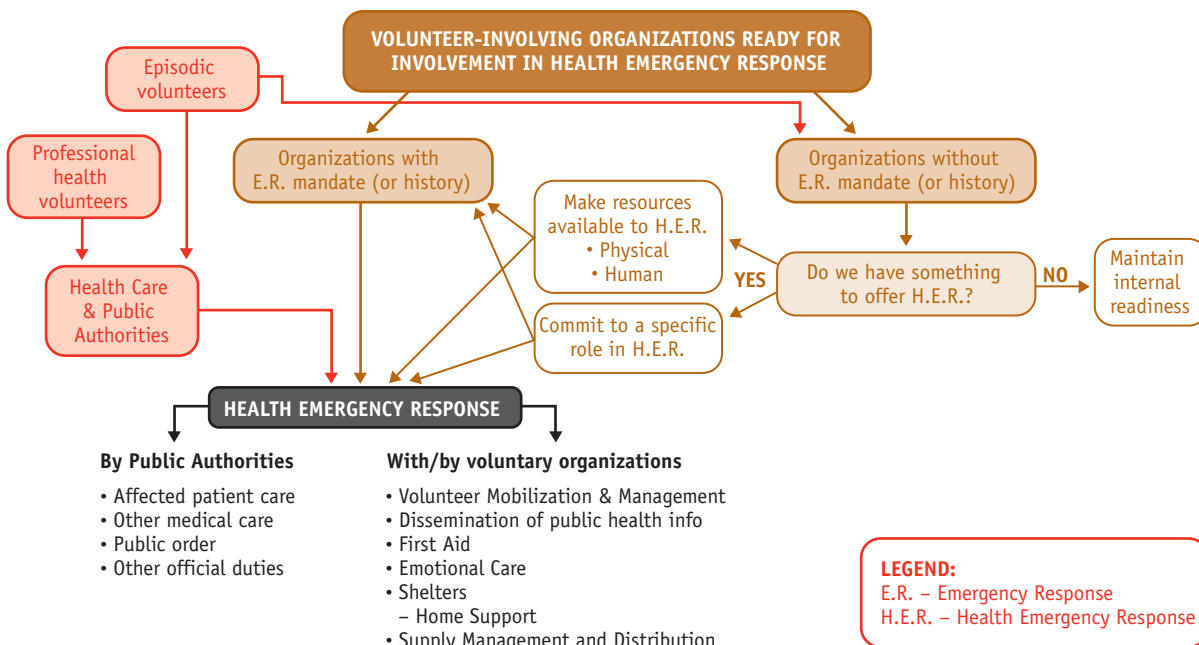 VOLUNTEER-INVOLVING ORGANIZATIONS READY FOR
INVOLVEMENT IN HEALTH EMERGENCY RESPONSE
Episodic
volunteers
Professional
health
volunteers
Organizations with
E.R. mandate (or history)
Organizations without
E.R. mandate (or history)
Make resources
available to H.E.R.
• Physical
• Human
YES
Do we have something
to offer H.E.R.?
NO
Maintain
internal
readiness
Health Care
& Public
Authorities
Commit to a specific
role in H.E.R.
HEALTH EMERGENCY RESPONSE
By Public Authorities
• Affected patient care
• Other medical care
• Public order
• Other official duties
With/by voluntary organizations
• Volunteer Mobilization & Management
• Dissemination of public health info
• First Aid
• Emotional Care
• Shelters
– Home Support
• Supply Management and Distribution
LEGEND:
E.R. – Emergency Response
H.E.R. – Health Emergency Response